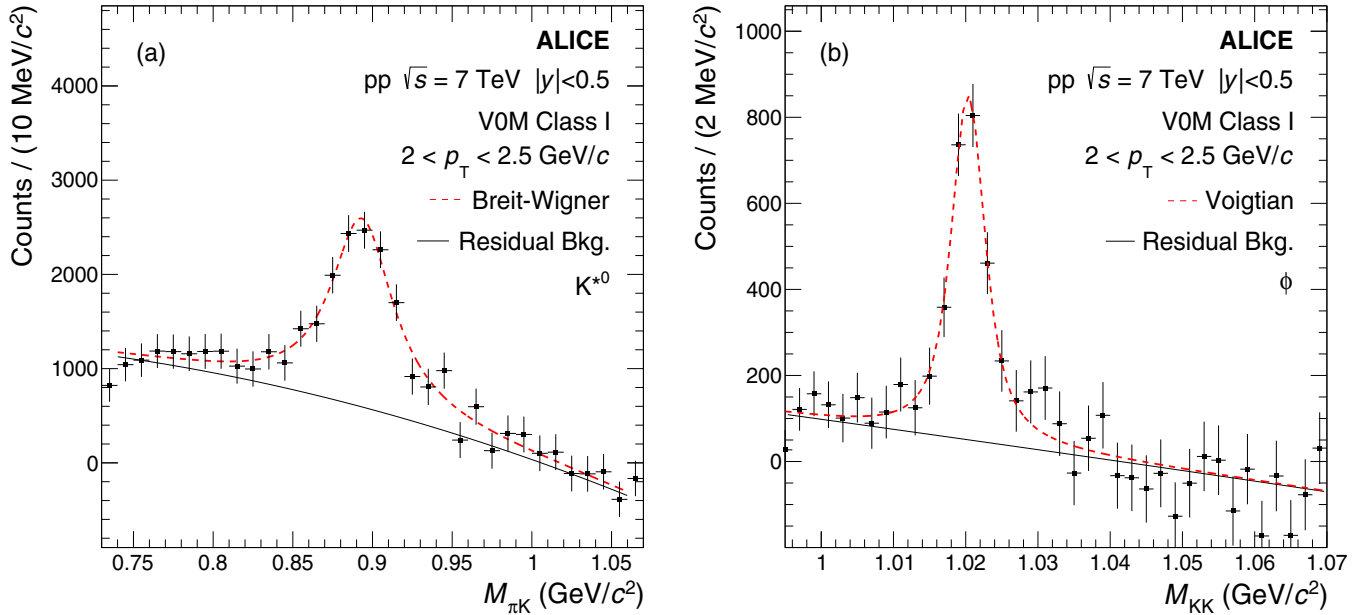 (a)
ALICE
pp √s = 7 TeV |y|<0.5
V0M Class I
2 < p_T < 2.5 GeV/c
Breit-Wigner
Residual Bkg.
K*⁰
Counts / (10 MeV/c²)
4000
3000
2000
1000
0
0.75 0.8 0.85 0.9 0.95 1 1.05
M_πK (GeV/c²)
(b)
ALICE
pp √s = 7 TeV |y|<0.5
V0M Class I
2 < p_T < 2.5 GeV/c
Voigtian
Residual Bkg.
ϕ
Counts / (2 MeV/c²)
1000
800
600
400
200
0
1 1.01 1.02 1.03 1.04 1.05 1.06 1.07
M_KK (GeV/c²)